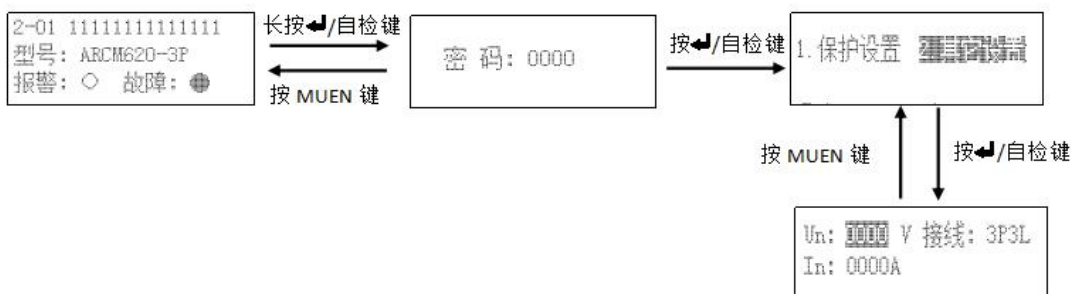 2-01 11111111111111
型号: ARCM620-3P
报警: ○ 故障:
长按↵/自检键
按 MUEN 键
密 码: 0000
按↵/自检键
1.保护设置
按 MUEN 键
按↵/自检键
Un: V 接线: 3P3L
In: 0000A